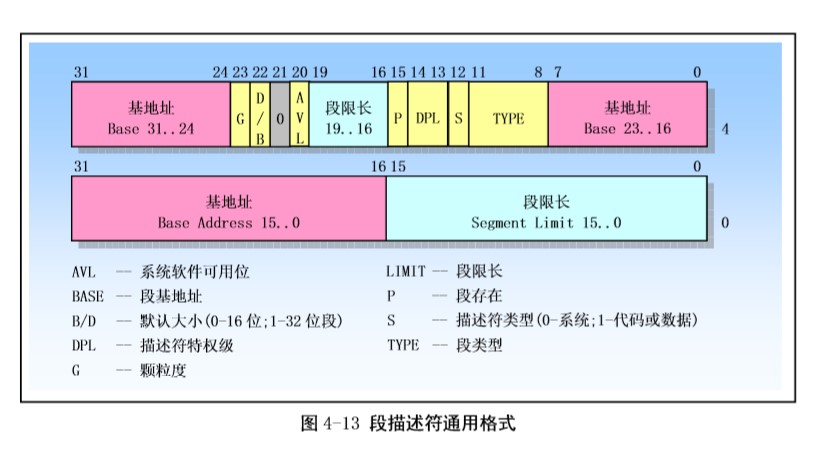 31 24 23 22 21 20 19 16 15 14 13 12 11 8 7 0
基地址 Base 31..24 G D/B 0 AVL 段限长 19..16 P DPL S TYPE 基地址 Base 23..16 4
31 16 15 0
基地址 段限长
Base Address 15..0 Segment Limit 15..0 0
AVL — 系统软件可用位 LIMIT — 段限长
BASE — 段基地址 P — 段存在
B/D — 默认大小(0-16 位;1-32 位段) S — 描述符类型(0-系统;1-代码或数据)
DPL — 描述符特权级 TYPE — 段类型
G — 颗粒度
图 4-13 段描述符通用格式